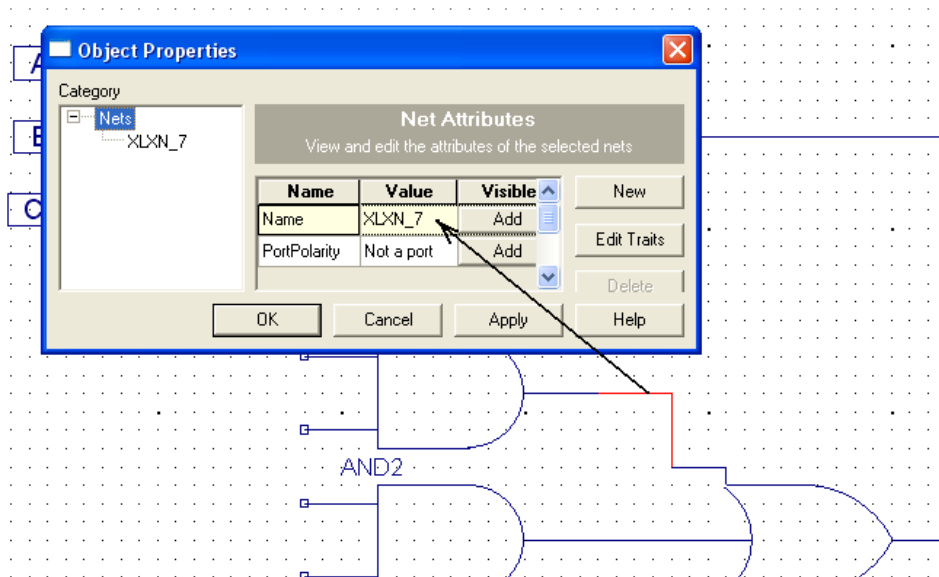 Object Properties
A
Category
Nets
XLXN_7
Net Attributes
View and edit the attributes of the selected nets
B
Name Value Visible
New
Name XLXN_7 Add
C
Edit Traits
PortPolarity Not a port Add
Delete
OK Cancel Apply Help
AND2